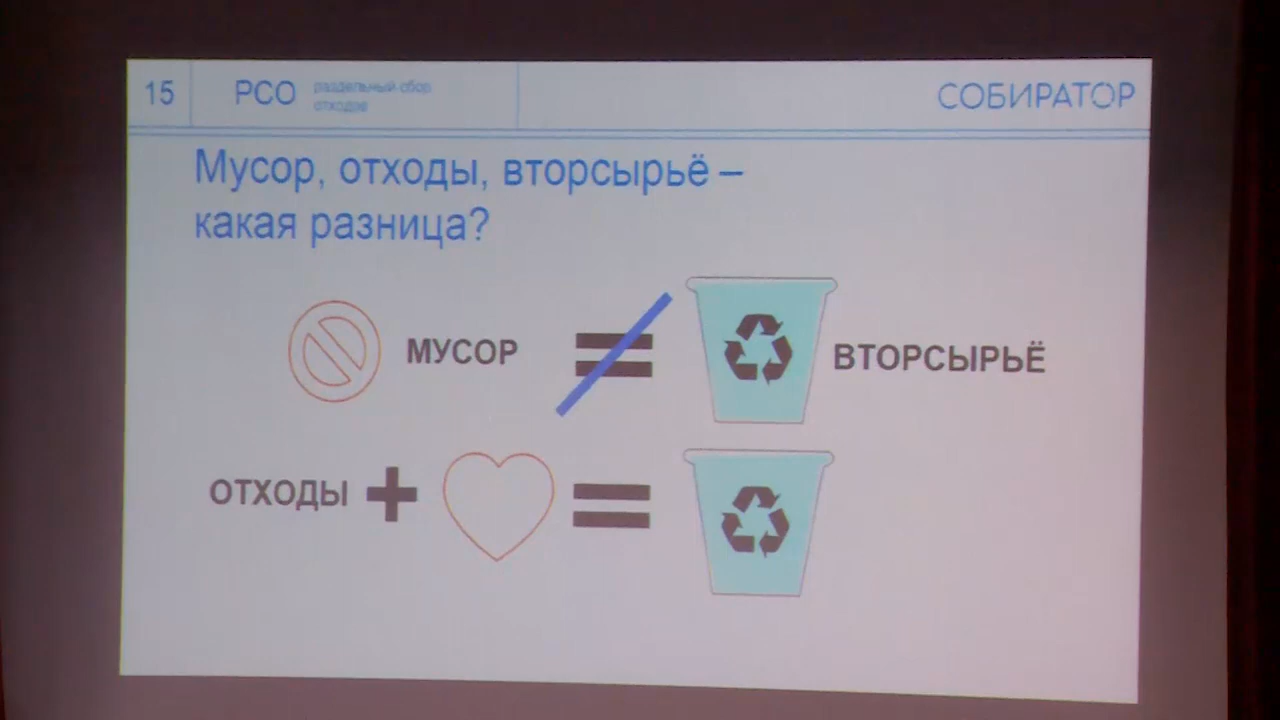 15
РСО
раздельный сбор
отходов
СОБИРАТОР
Мусор, отходы, вторсырьё –
какая разница?
МУСОР
ВТОРСЫРЬЁ
ОТХОДЫ